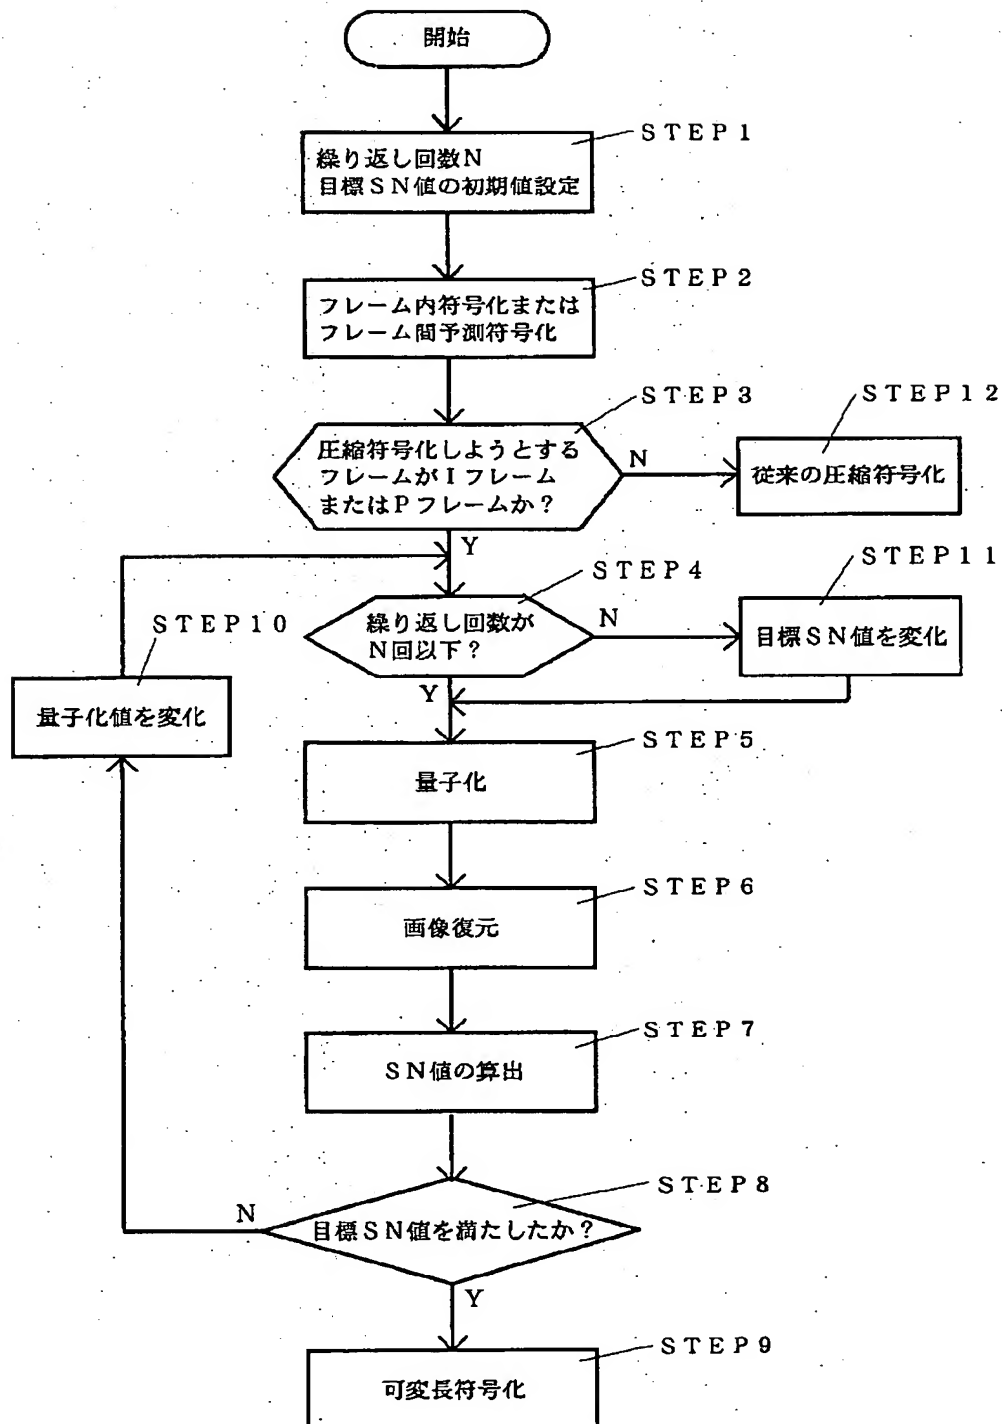 開始
STEP1
繰り返し回数N
目標SN値の初期値設定
STEP2
フレーム内符号化または
フレーム間予測符号化
STEP3
圧縮符号化しようとする
フレームがIフレーム
またはPフレームか？
N
STEP12
従来の圧縮符号化
Y
STEP4
繰り返し回数が
N回以下？
N
STEP11
目標SN値を変化
STEP10
量子化値を変化
Y
STEP5
量子化
STEP6
画像復元
STEP7
SN値の算出
STEP8
目標SN値を満たしたか？
N
Y
STEP9
可変長符号化